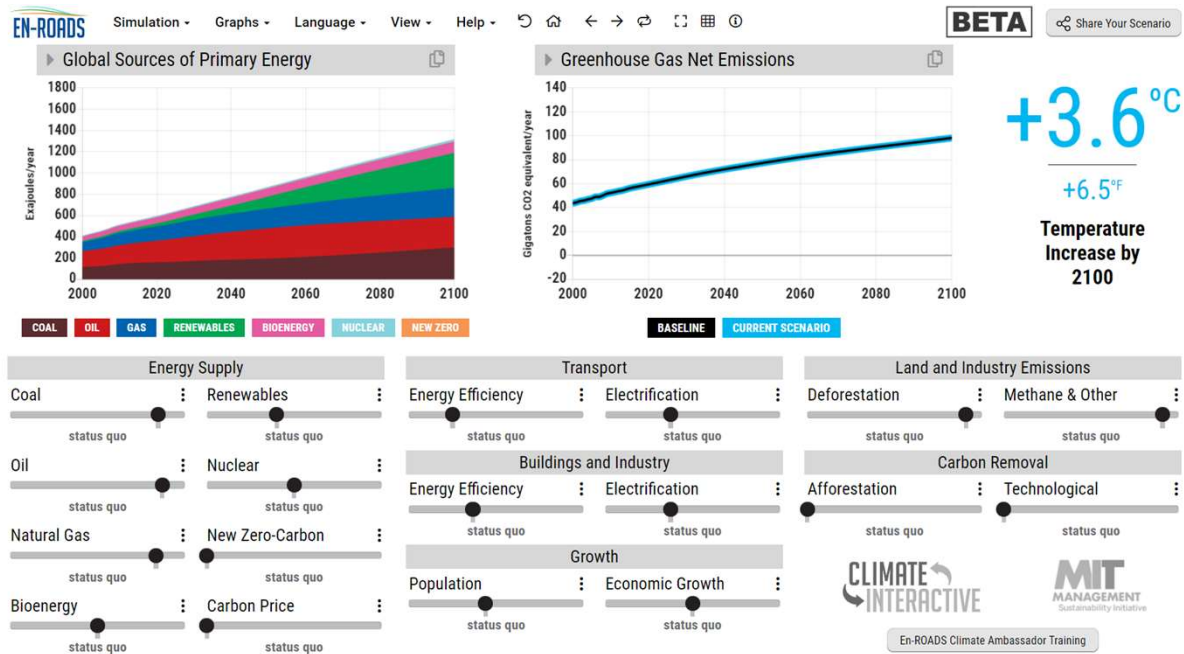 EN-ROADS
Simulation Graphs Language View Help
BETA
Share Your Scenario
Global Sources of Primary Energy
Exajoules/year
1800
1600
1400
1200
1000
800
600
400
200
0
2000 2020 2040 2060 2080 2100
COAL OIL GAS RENEWABLES BIOENERGY NUCLEAR NEW ZERO
Greenhouse Gas Net Emissions
Gigatons CO2 equivalent/year
140
120
100
80
60
40
20
0
-20
2000 2020 2040 2060 2080 2100
BASELINE CURRENT SCENARIO
+3.6°C
+6.5°F
Temperature
Increase by
2100
Energy Supply
Coal Renewables
status quo status quo
Oil Nuclear
status quo status quo
Natural Gas New Zero-Carbon
status quo status quo
Bioenergy Carbon Price
status quo status quo
Transport
Energy Efficiency Electrification
status quo status quo
Buildings and Industry
Energy Efficiency Electrification
status quo status quo
Growth
Population Economic Growth
status quo status quo
Land and Industry Emissions
Deforestation Methane & Other
status quo status quo
Carbon Removal
Afforestation Technological
status quo status quo
CLIMATE
INTERACTIVE
MIT
MANAGEMENT
Sustainability Initiative
En-ROADS Climate Ambassador Training